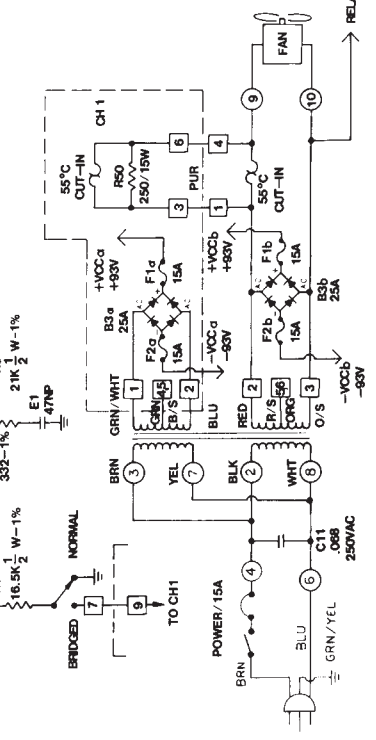 RELA
FAN
9
10
CH 1
55°C
CUT-IN
R50
250/15W
3
6
PUR
1
4
55°C
CUT-IN
+VCCa
+93V
B3a
25A
AC
F1a
15A
F2a
15A
-VCCa
-93V
+VCCb
+93V
F1b
15A
AC
F2b
15A
B3b
25A
-VCCb
-93V
GRN/WHT
1
GRN
4,5
B/S
2
BLU
RED
2
R/S
56
ORG
3
O/S
BRN
3
YEL
7
BLK
2
WHT
8
21K 1/2 W-1%
332-1%
E1
47NP
16.5K 1/2 W-1%
NORMAL
BRIDGED
7
9
TO CH1
POWER/15A
4
C11
.068
250VAC
6
BRN
BLU
GRN/YEL